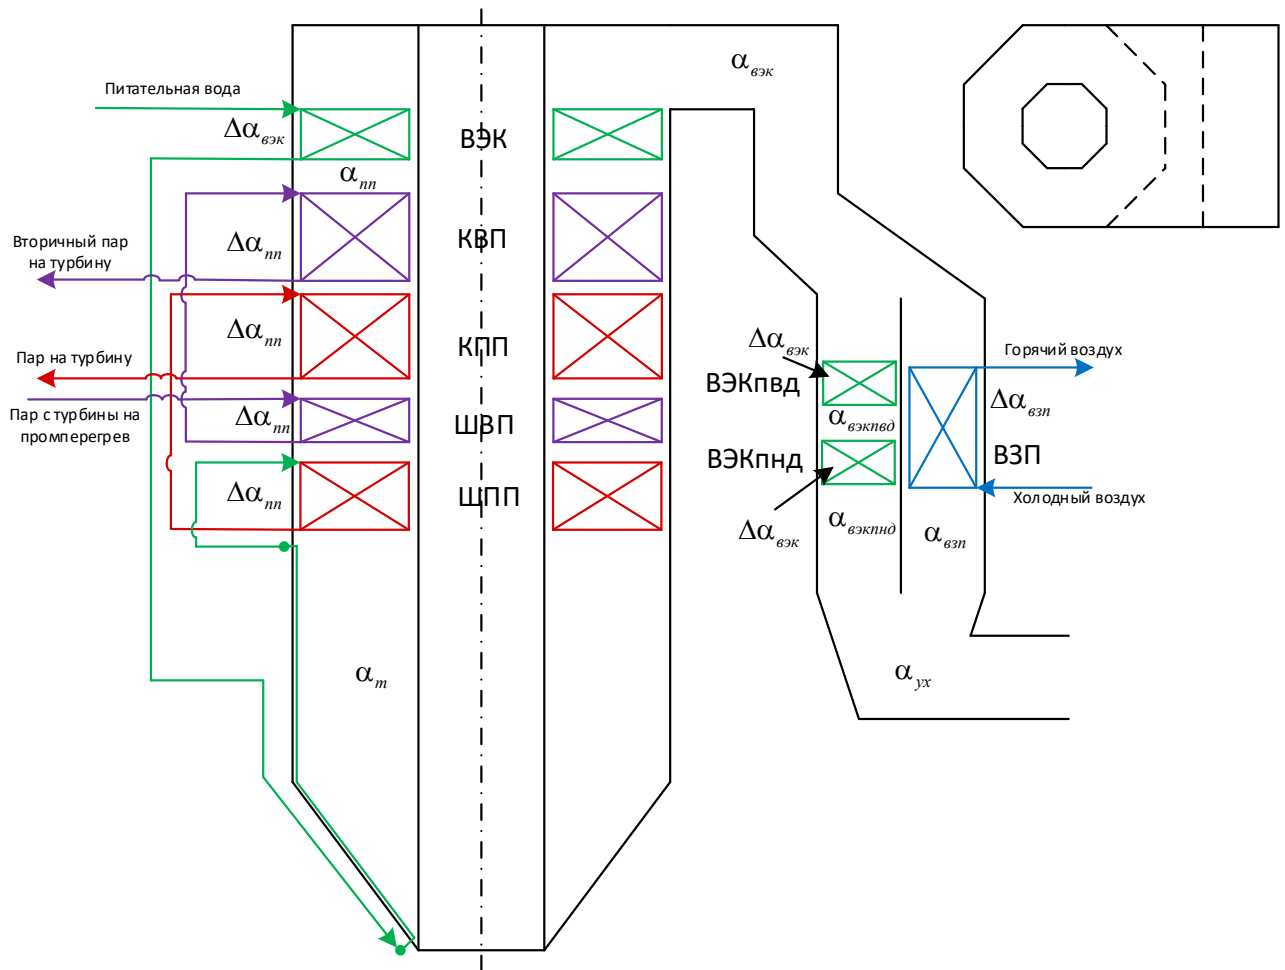 α вэк
Питательная вода
Δα вэк
ВЭК
α пп
Вторичный пар
на турбину
Δα пп
КВП
Δα пп
КПП
Пар на турбину
Δα вэк
Горячий воздух
ВЭКпвд
Пар с турбины на
промперегрев
Δα пп
ШВП
α вэкпвд
Δα взп
ВЭКпнд
ВЗП
Δα пп
ШПП
Холодный воздух
Δα вэк
α вэкпнд
α взп
α т
α ух